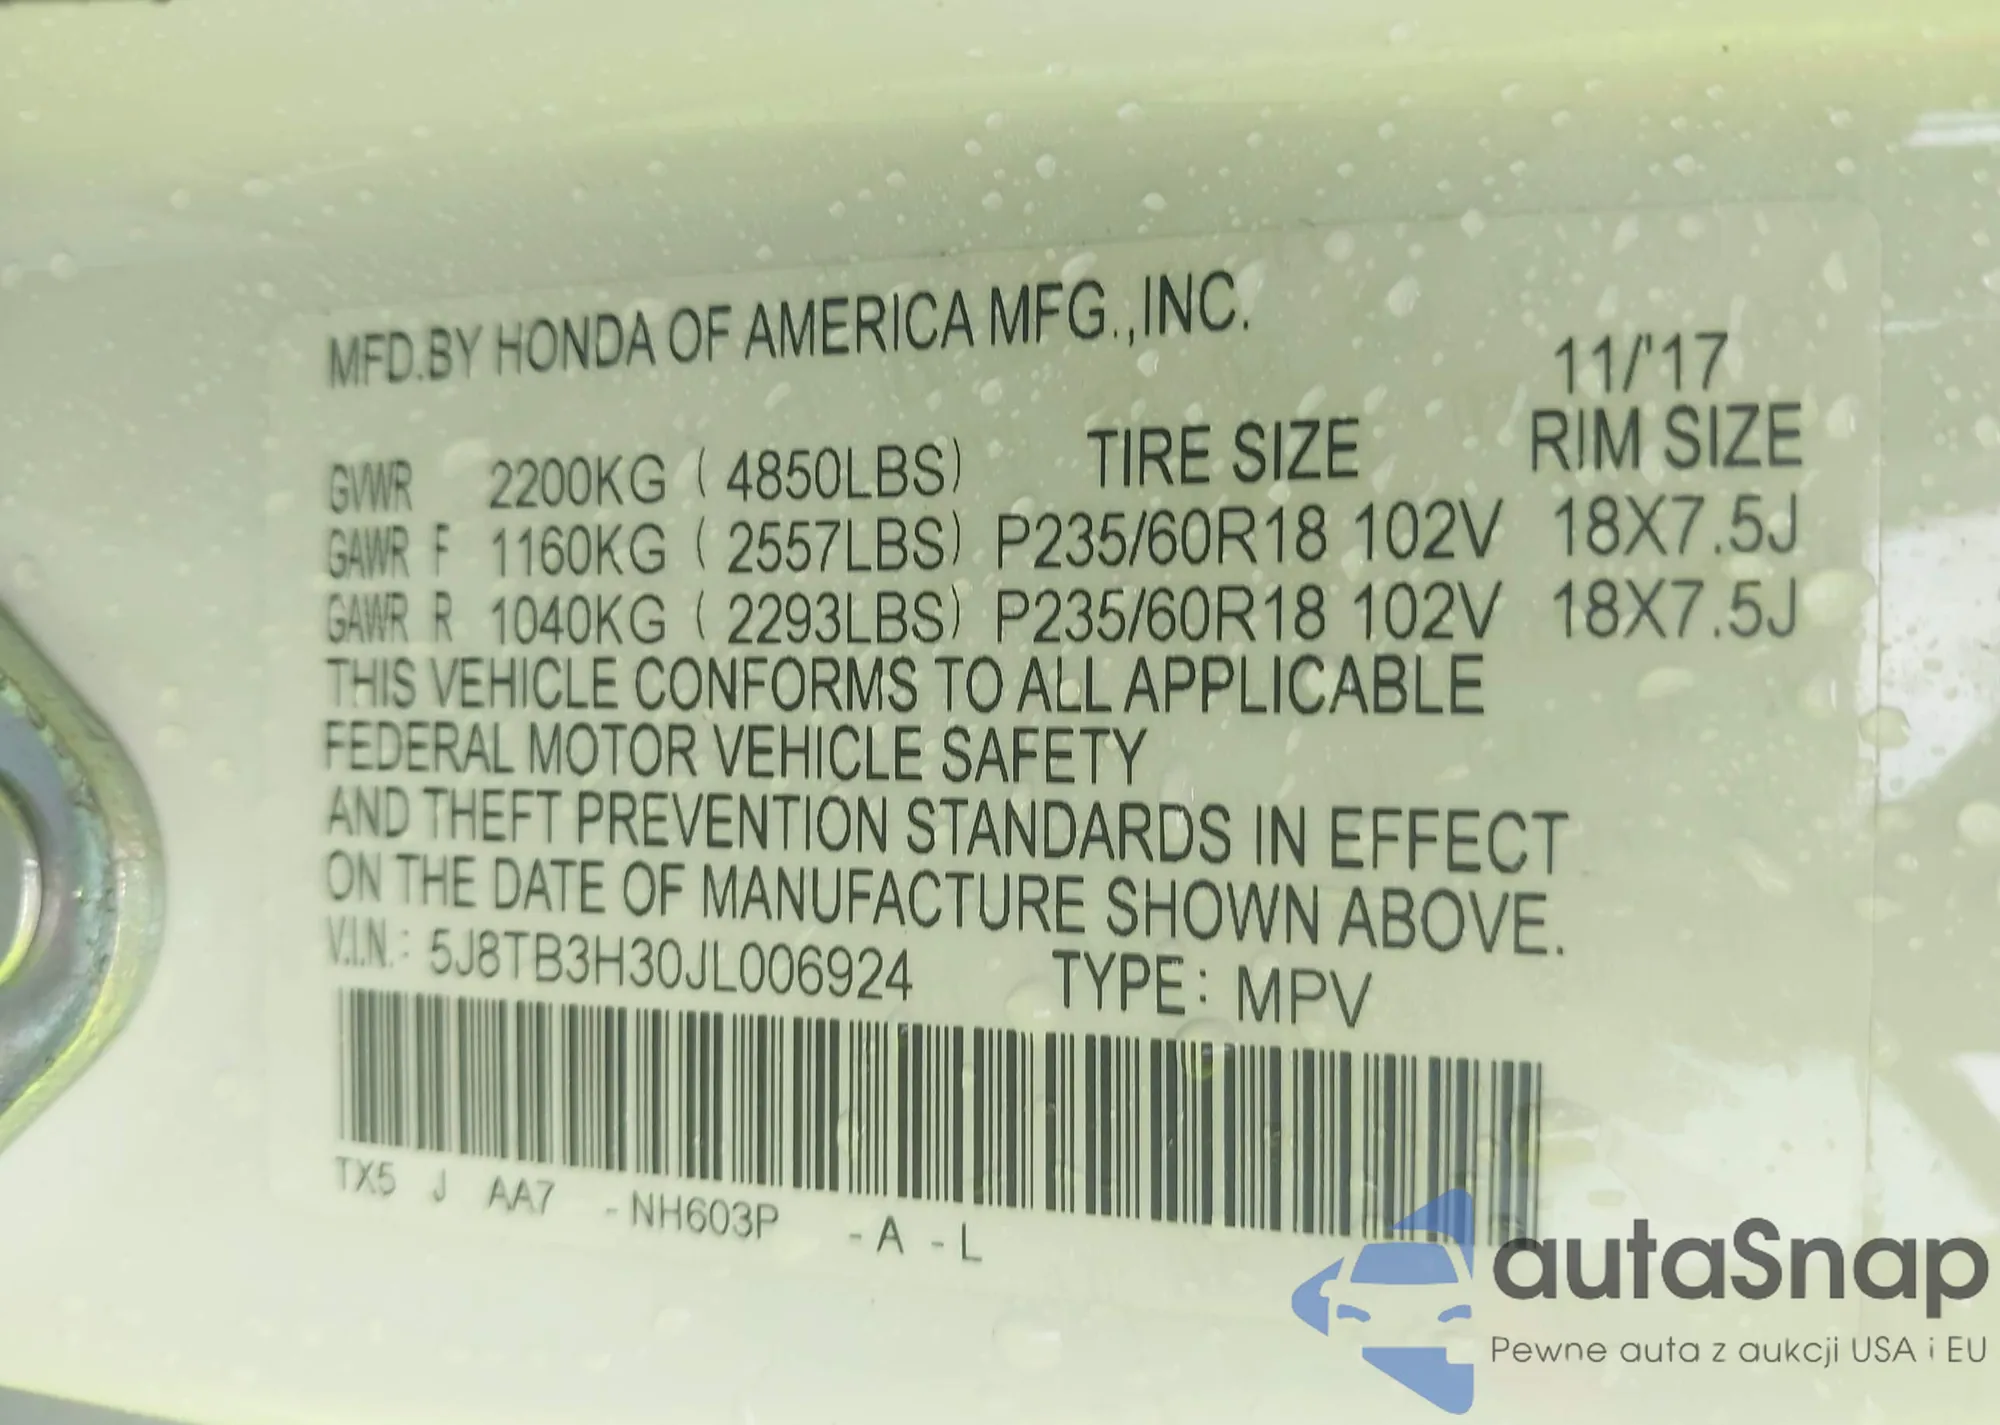 MFD.BY HONDA OF AMERICA MFG.,INC.
11/'17
GVWR 2200KG ( 4850LBS) TIRE SIZE RIM SIZE
GAWR F 1160KG ( 2557LBS) P235/60R18 102V 18X7.5J
GAWR R 1040KG ( 2293LBS) P235/60R18 102V 18X7.5J
THIS VEHICLE CONFORMS TO ALL APPLICABLE
FEDERAL MOTOR VEHICLE SAFETY
AND THEFT PREVENTION STANDARDS IN EFFECT
ON THE DATE OF MANUFACTURE SHOWN ABOVE.
V.I.N.: 5J8TB3H30JL006924 TYPE: MPV
TX5 J AA7 -NH603P -A -L
autaSnap
Pewne auta z aukcji USA i EU